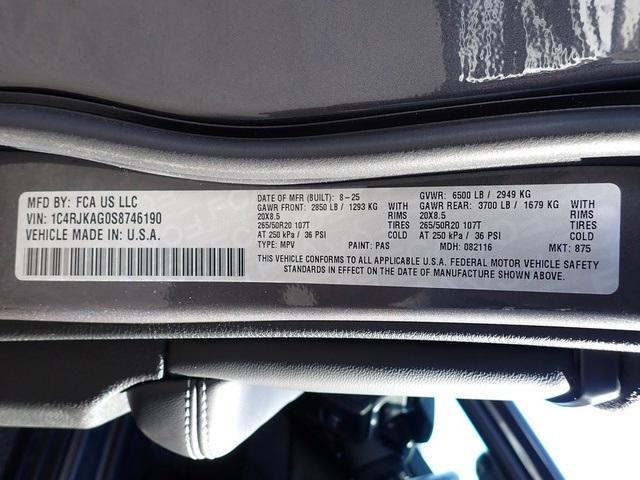 MFD BY: FCA US LLC
VIN: 1C4RJKAG0S8746190
VEHICLE MADE IN: U.S.A.
DATE OF MFR (BUILT): 8-25 GVWR: 6500 LB / 2949 KG
GAWR FRONT: 2850 LB / 1293 KG WITH GAWR REAR: 3700 LB / 1679 KG WITH
20X8.5 RIMS 20X8.5 RIMS
265/50R20 107T TIRES 265/50R20 107T TIRES
AT 250 kPa / 36 PSI COLD AT 250 kPa / 36 PSI COLD
TYPE: MPV PAINT: PAS MDH: 082116 MKT: 875
THIS VEHICLE CONFORMS TO ALL APPLICABLE U.S.A. FEDERAL MOTOR VEHICLE SAFETY
STANDARDS IN EFFECT ON THE DATE OF MANUFACTURE SHOWN ABOVE.